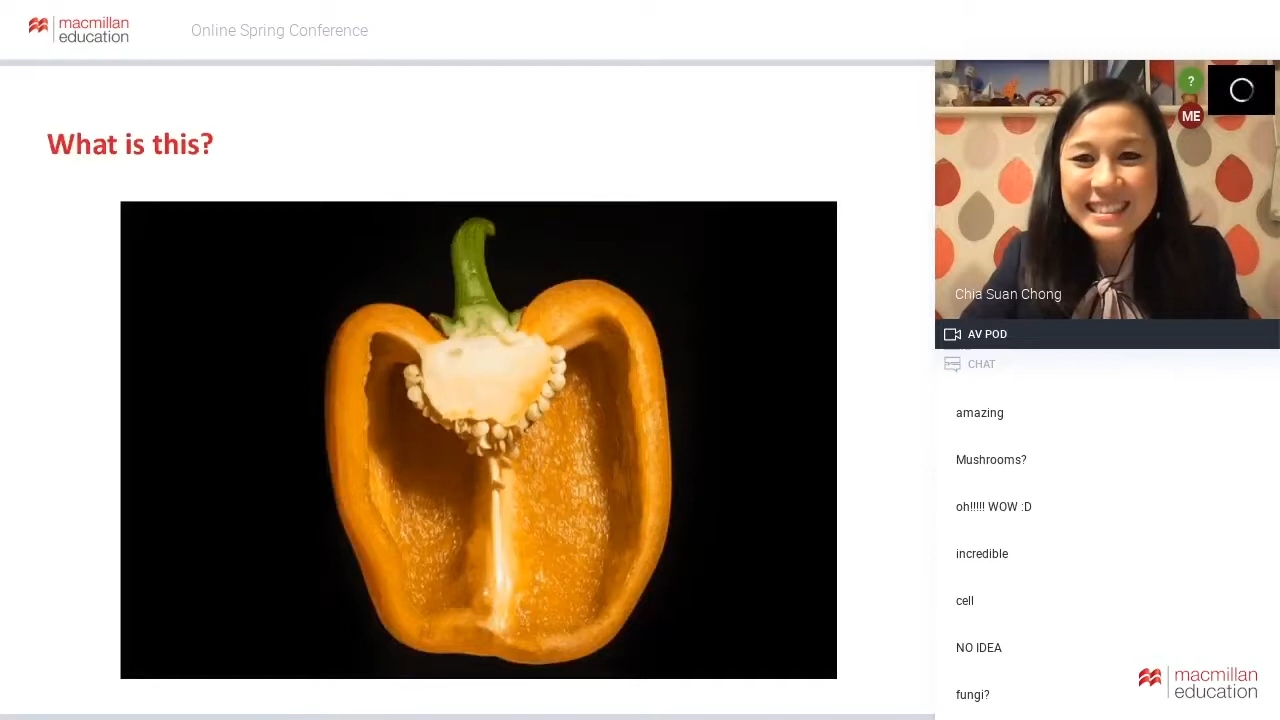 macmillan
education
Online Spring Conference
What is this?
?
ME
Chia Suan Chong
AV POD
CHAT
amazing
Mushrooms?
oh!!!!! WOW :D
incredible
cell
NO IDEA
fungi?
macmillan
education